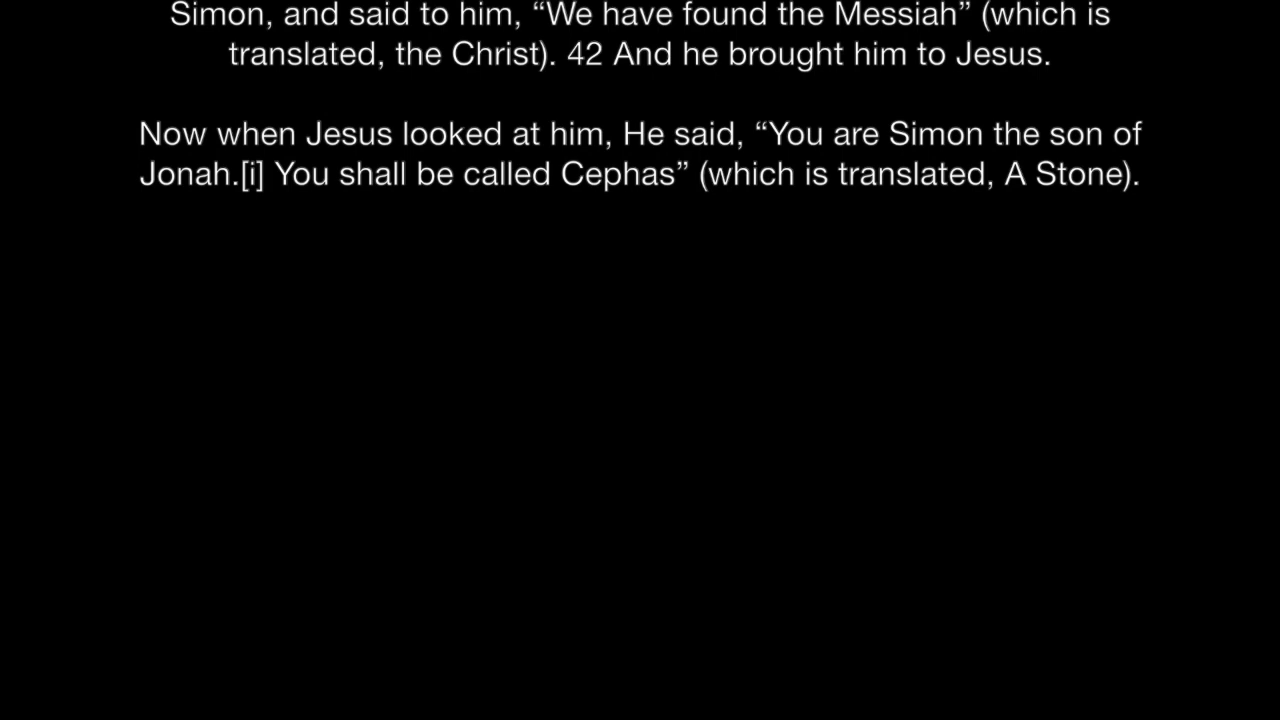 Simon, and said to him, “We have found the Messiah” (which is
translated, the Christ). 42 And he brought him to Jesus.
Now when Jesus looked at him, He said, “You are Simon the son of
Jonah.[i] You shall be called Cephas” (which is translated, A Stone).